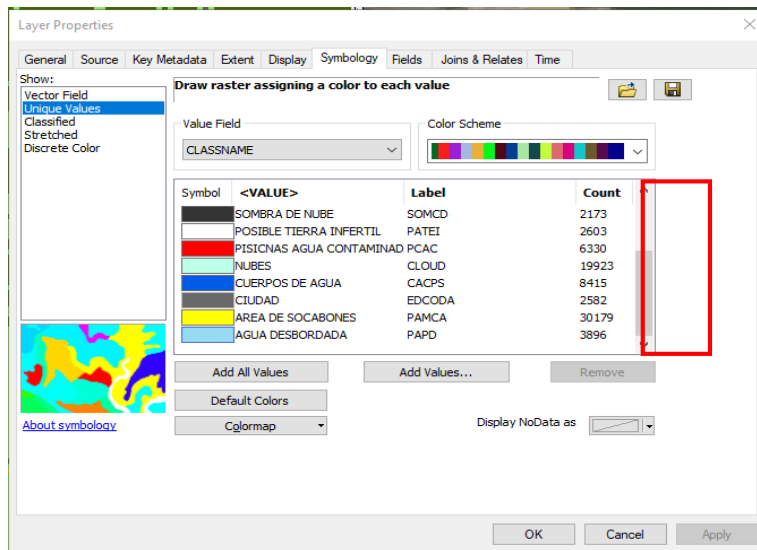 Layer Properties
General Source Key Metadata Extent Display Symbology Fields Joins & Relates Time
Show:
Vector Field
Unique Values
Classified
Stretched
Discrete Color
Draw raster assigning a color to each value
Value Field
Color Scheme
CLASSNAME
Symbol <VALUE> Label Count
SOMBRA DE NUBE SOMCD 2173
POSIBLE TIERRA INFERTIL PATEI 2603
PISICNAS AGUA CONTAMINAD PCAC 6330
NUBES CLOUD 19923
CUERPOS DE AGUA CACPS 8415
CIUDAD EDCODA 2582
AREA DE SOCABONES PAMCA 30179
AGUA DESBORDADA PAPD 3896
Add All Values Add Values... Remove
Default Colors
About symbology Colormap Display NoData as
OK Cancel Apply